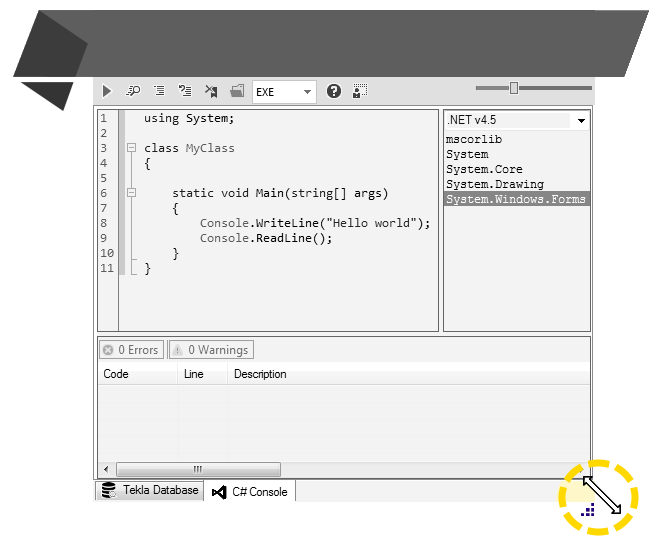 EXE
1 using System;
2
3 class MyClass
4 {
5
6 static void Main(string[] args)
7 {
8 Console.WriteLine("Hello world");
9 Console.ReadLine();
10 }
11 }
.NET v4.5
mscorlib
System
System.Core
System.Drawing
System.Windows.Forms
0 Errors 0 Warnings
Code Line Description
Tekla Database C# Console